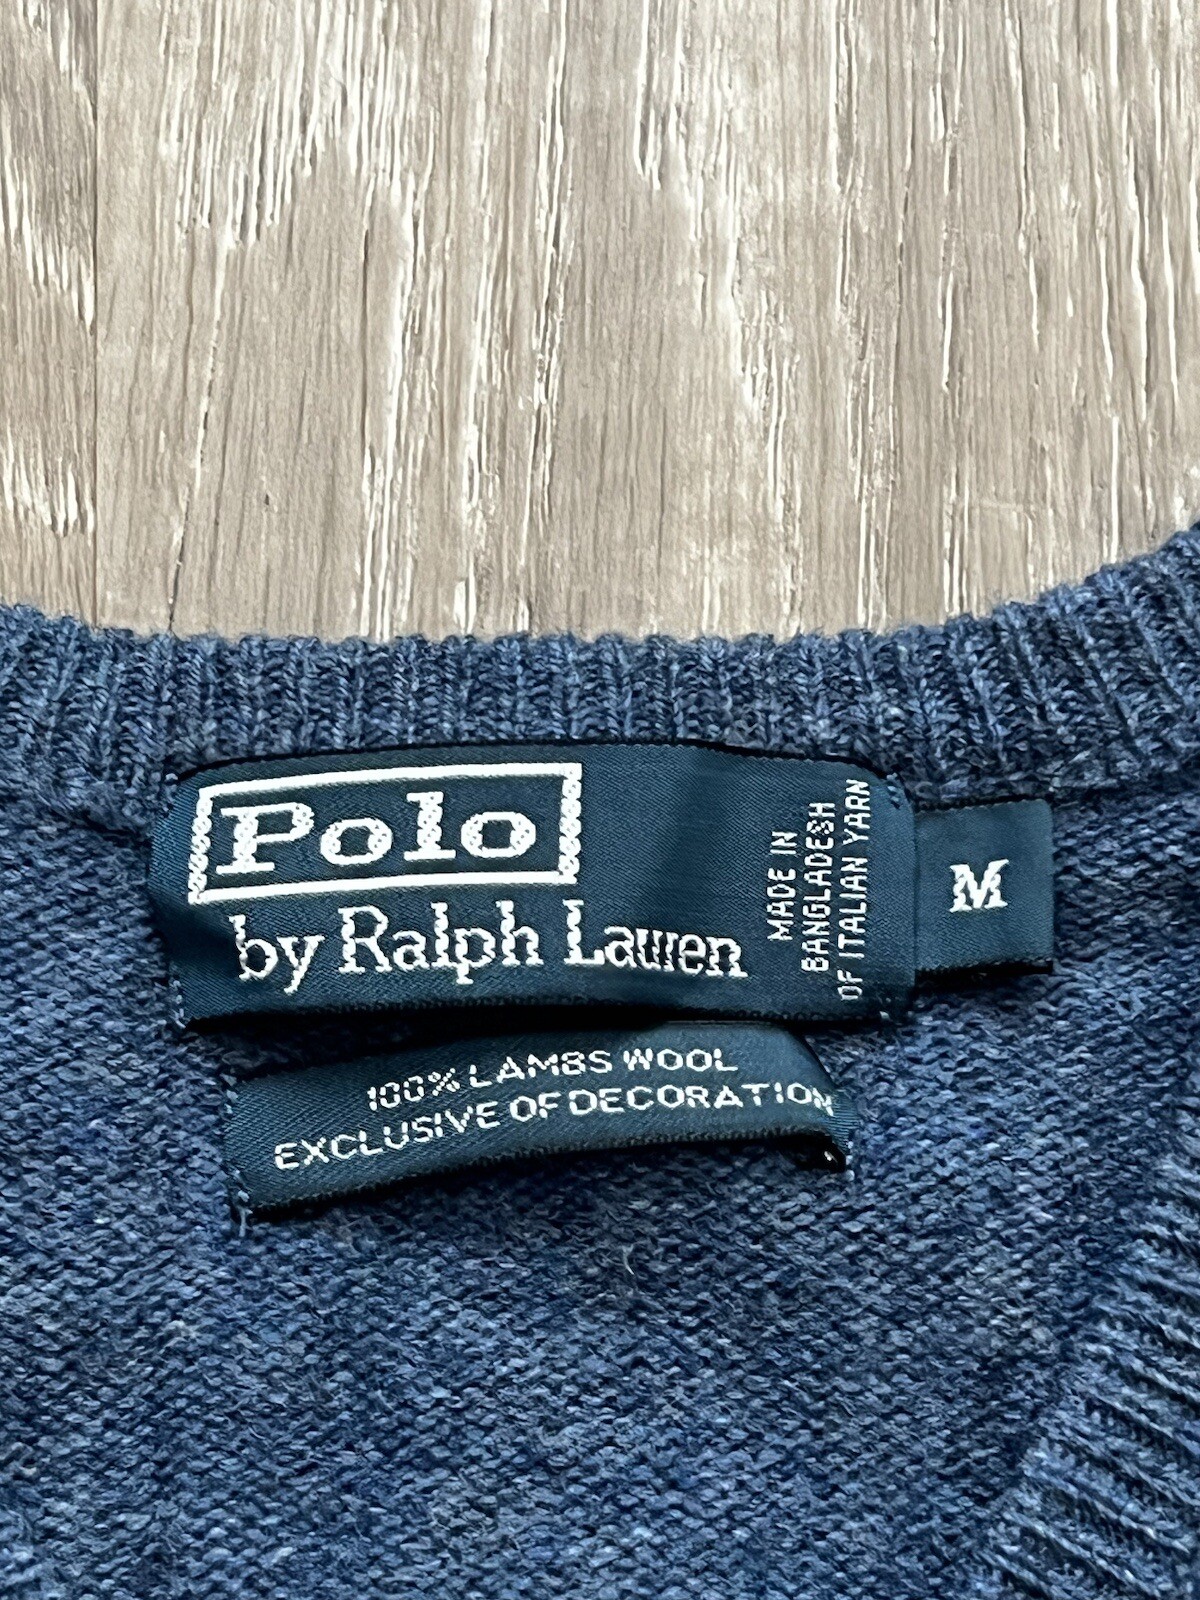 Polo
by Ralph Lauren
MADE IN
BANGLADESH
OF ITALIAN YARN
M
100% LAMBS WOOL
EXCLUSIVE OF DECORATION